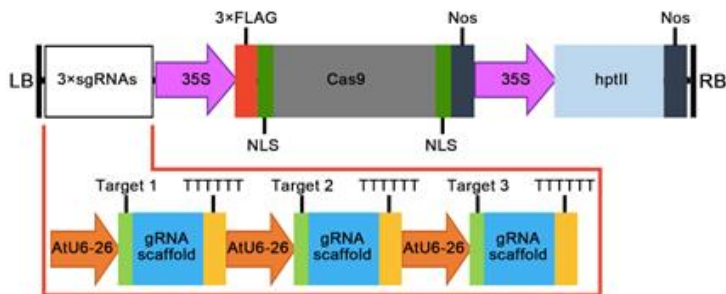 3×FLAG
Nos
Nos
LB
3×sgRNAs
35S
Cas9
35S
hptII
RB
NLS
NLS
Target 1
TTTTTT
Target 2
TTTTTT
Target 3
TTTTTT
AtU6-26
gRNA
scaffold
AtU6-26
gRNA
scaffold
AtU6-26
gRNA
scaffold